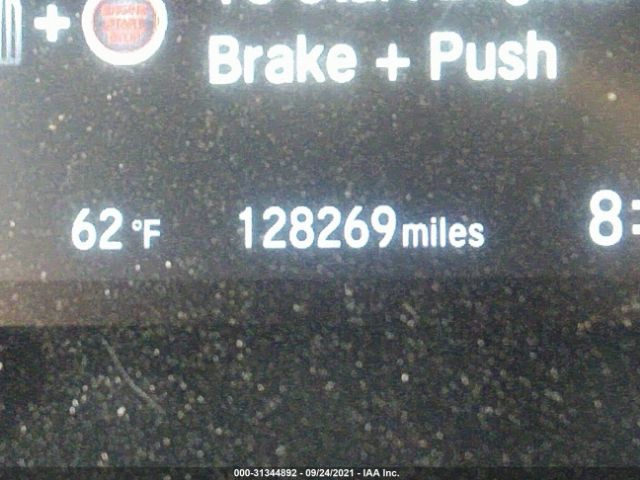 Brake + Push
62 °F 128269 miles 8:
000-31344892 - 09/24/2021 - IAA Inc.